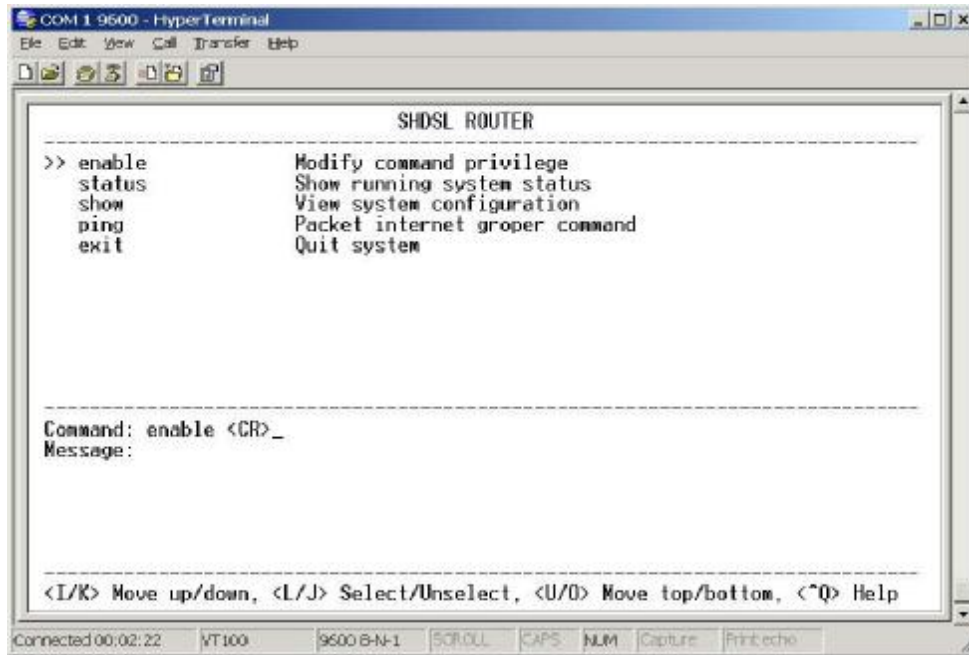 COM 1 9600 - HyperTerminal
File Edit View Call Transfer Help
SHDSL ROUTER
>> enable Modify command privilege
status Show running system status
show View system configuration
ping Packet internet groper command
exit Quit system
Command: enable <CR>_
Message:
<I/K> Move up/down, <L/J> Select/Unselect, <U/O> Move top/bottom, <^Q> Help
Connected 00:02:22 VT100 9600 8-N-1 SCROLL CAPS NUM Capture Print echo